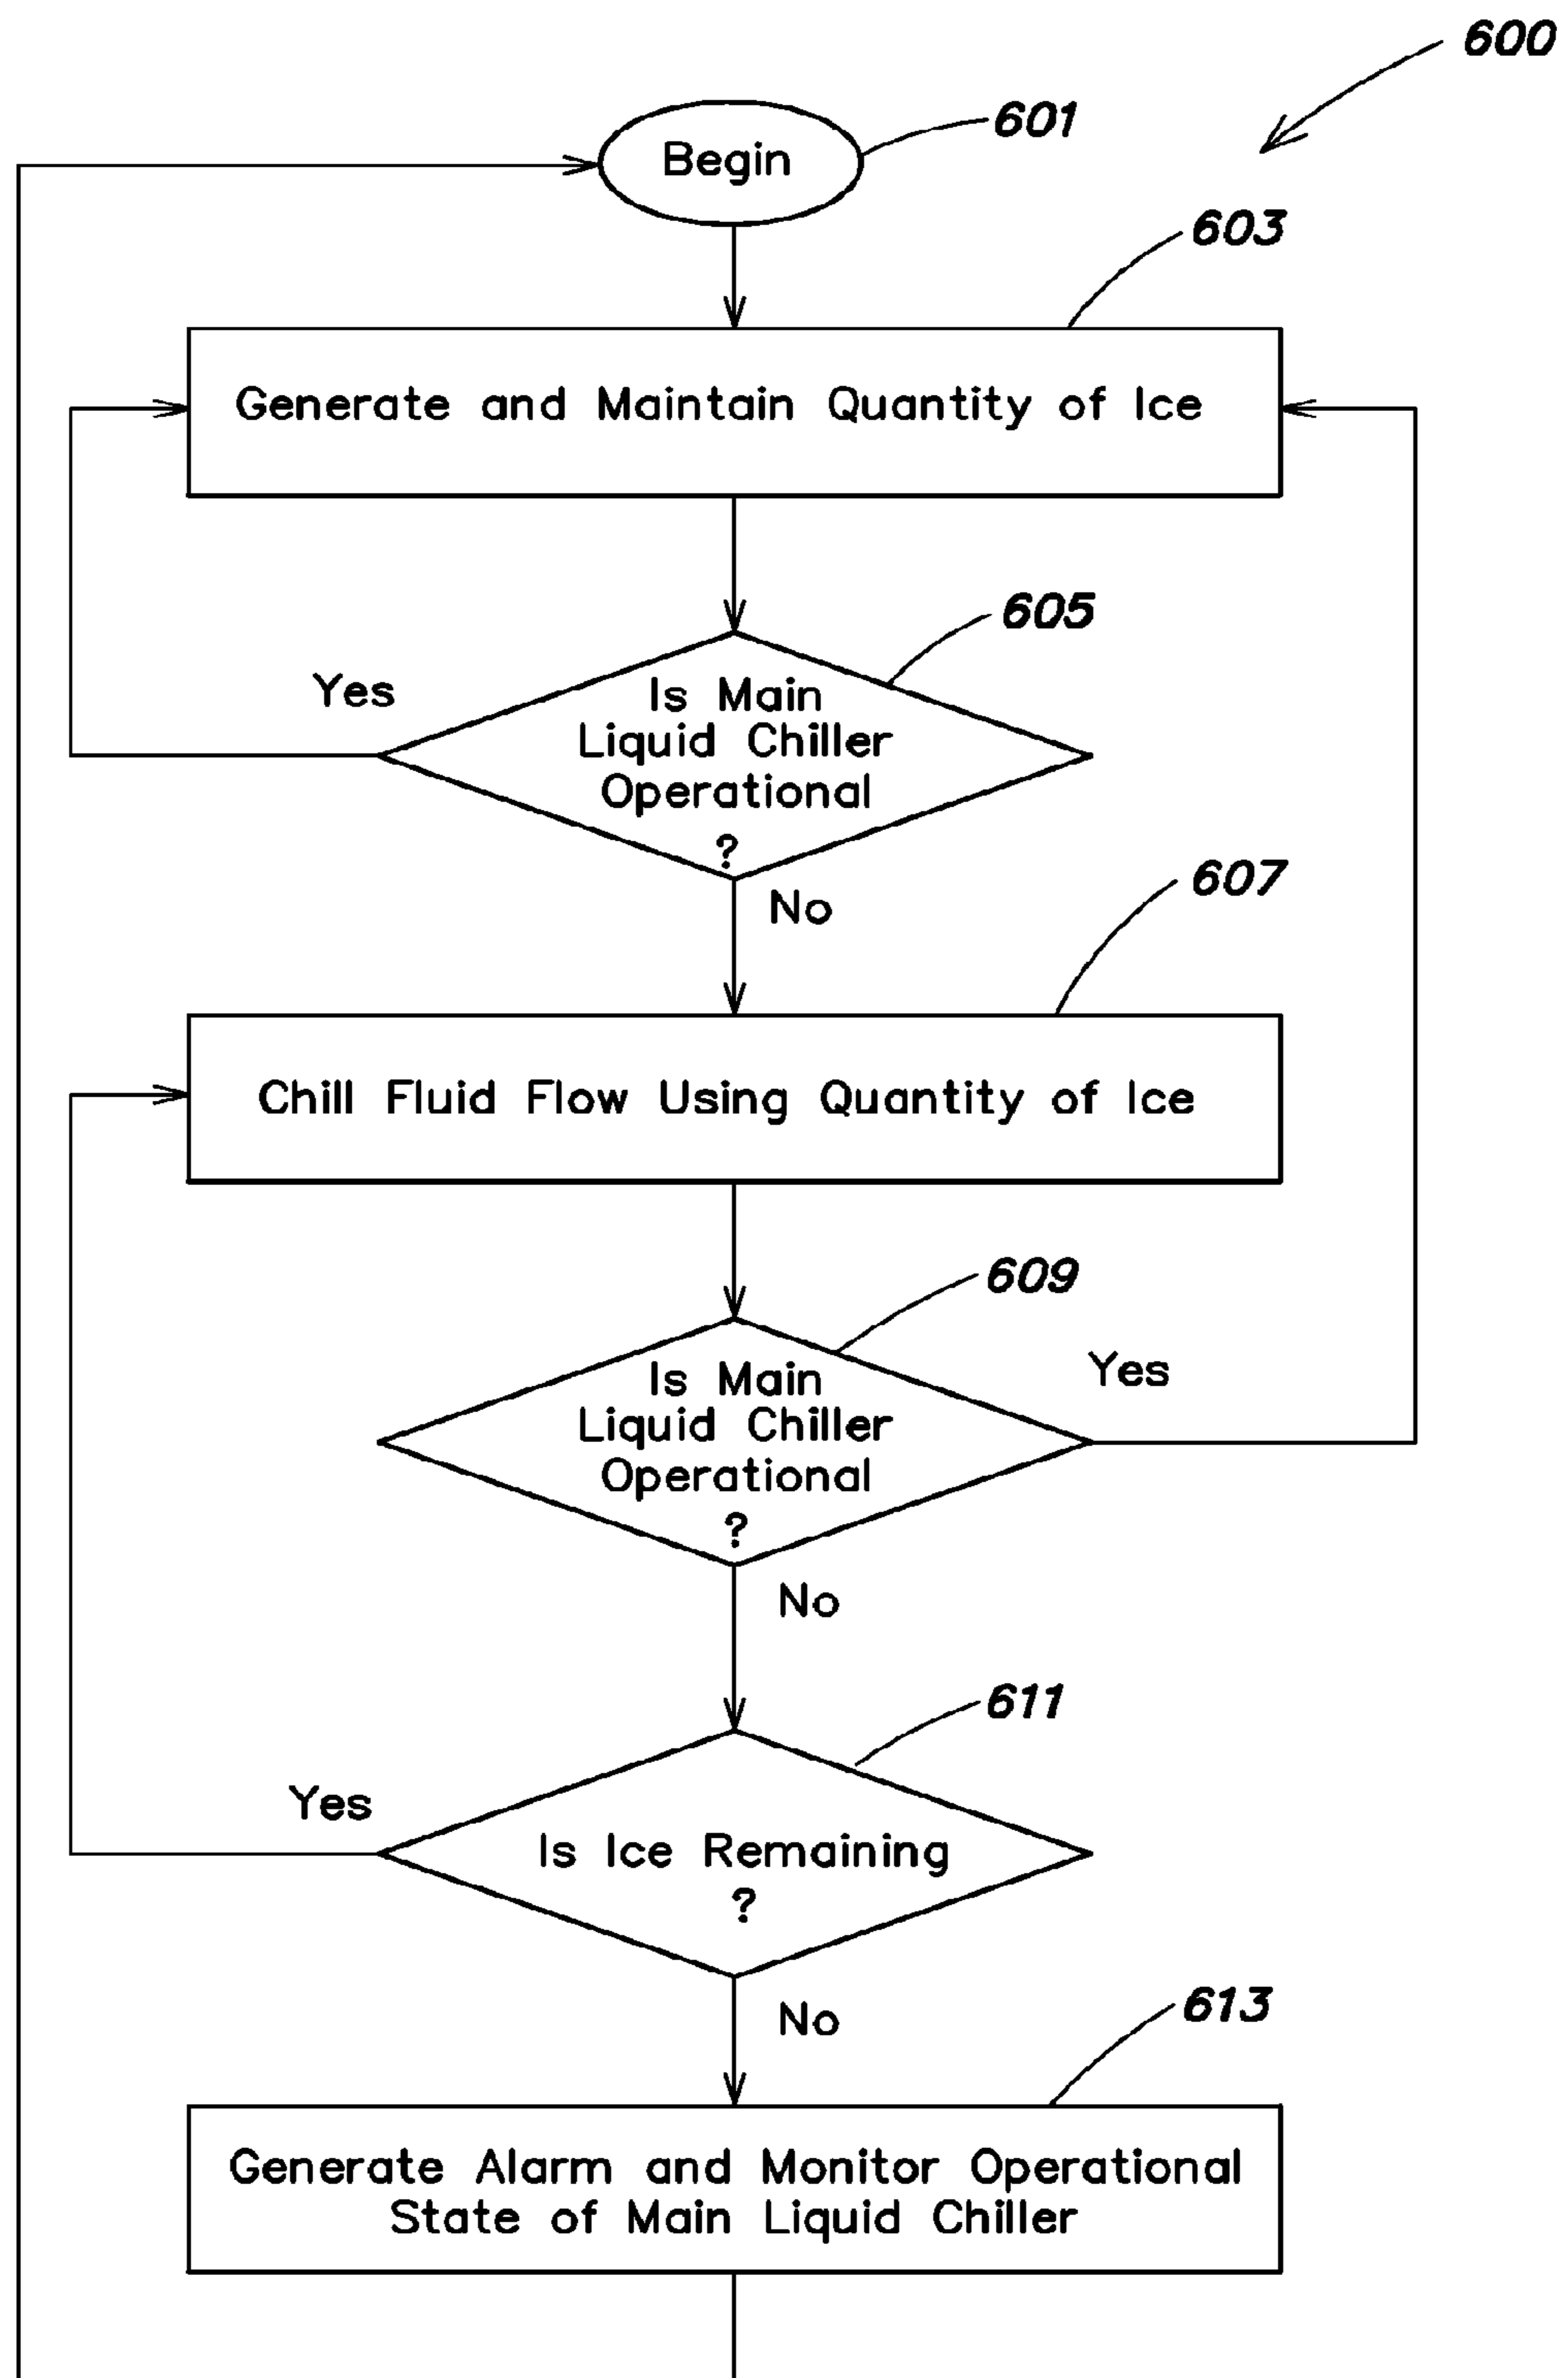 600
601
Begin
603
Generate and Maintain Quantity of Ice
605
Yes
Is Main
Liquid Chiller
Operational
?
No
607
Chill Fluid Flow Using Quantity of Ice
609
Yes
Is Main
Liquid Chiller
Operational
?
No
611
Yes
Is Ice Remaining
?
No
613
Generate Alarm and Monitor Operational
State of Main Liquid Chiller